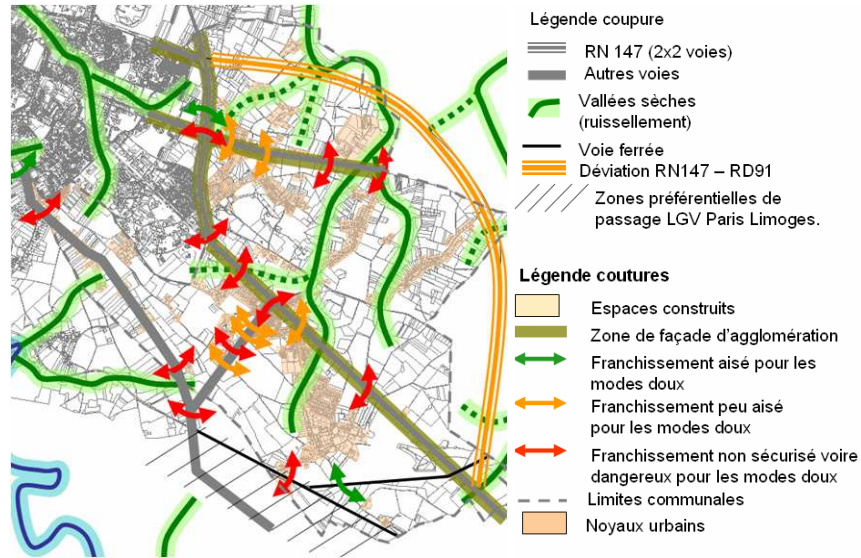 Légende coupure
RN 147 (2x2 voies)
Autres voies
Vallées sèches
(ruissellement)
Voie ferrée
Déviation RN147 – RD91
Zones préférentielles de
passage LGV Paris Limoges.
Légende coutures
Espaces construits
Zone de façade d'agglomération
Franchissement aisé pour les
modes doux
Franchissement peu aisé
pour les modes doux
Franchissement non sécurisé voire
dangereux pour les modes doux
Limites communales
Noyaux urbains